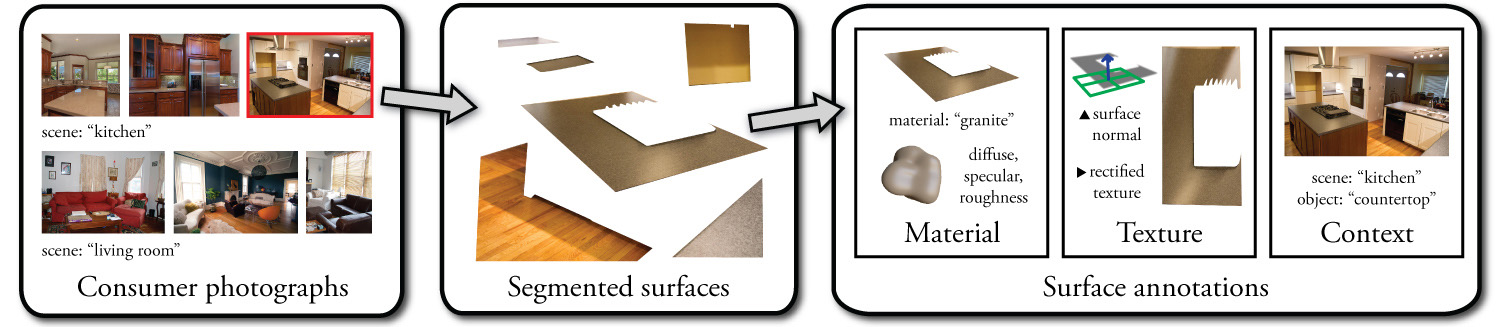 scene: “kitchen”
scene: “living room”
Consumer photographs
Segmented surfaces
material: “granite”
diffuse,
specular,
roughness
Material
▲ surface
normal
▶ rectified
texture
Texture
scene: “kitchen”
object: “countertop”
Context
Surface annotations